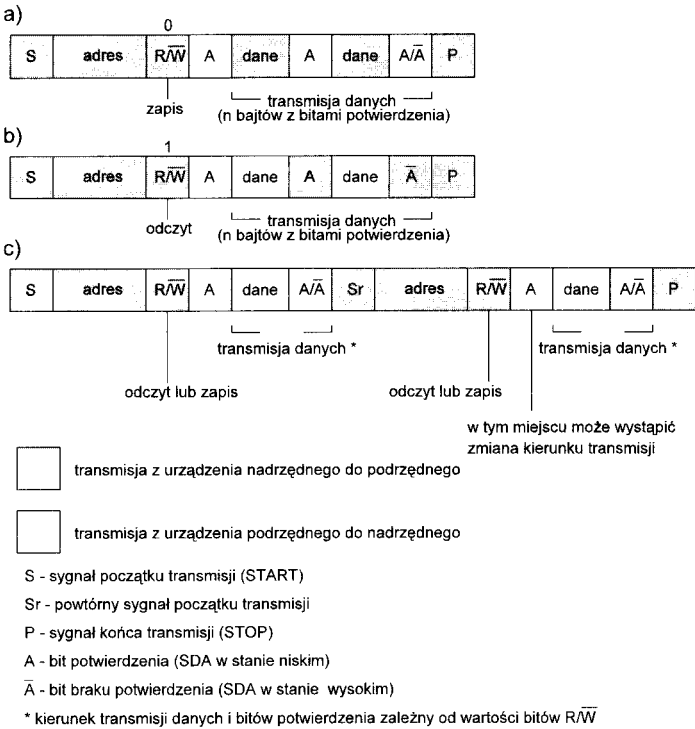 a)
0
S adres R/W̅ A dane A dane A/A̅ P
zapis
transmisja danych
(n bajtów z bitami potwierdzenia)
b)
1
S adres R/W̅ A dane A dane A̅ P
odczyt
transmisja danych
(n bajtów z bitami potwierdzenia)
c)
S adres R/W̅ A dane A/A̅ Sr adres R/W̅ A dane A/A̅ P
transmisja danych * transmisja danych *
odczyt lub zapis odczyt lub zapis
w tym miejscu może wystąpić
zmiana kierunku transmisji
transmisja z urządzenia nadrzędnego do podrzędnego
transmisja z urządzenia podrzędnego do nadrzędnego
S - sygnał początku transmisji (START)
Sr - powtórny sygnał początku transmisji
P - sygnał końca transmisji (STOP)
A - bit potwierdzenia (SDA w stanie niskim)
A̅ - bit braku potwierdzenia (SDA w stanie wysokim)
* kierunek transmisji danych i bitów potwierdzenia zależny od wartości bitów R/W̅